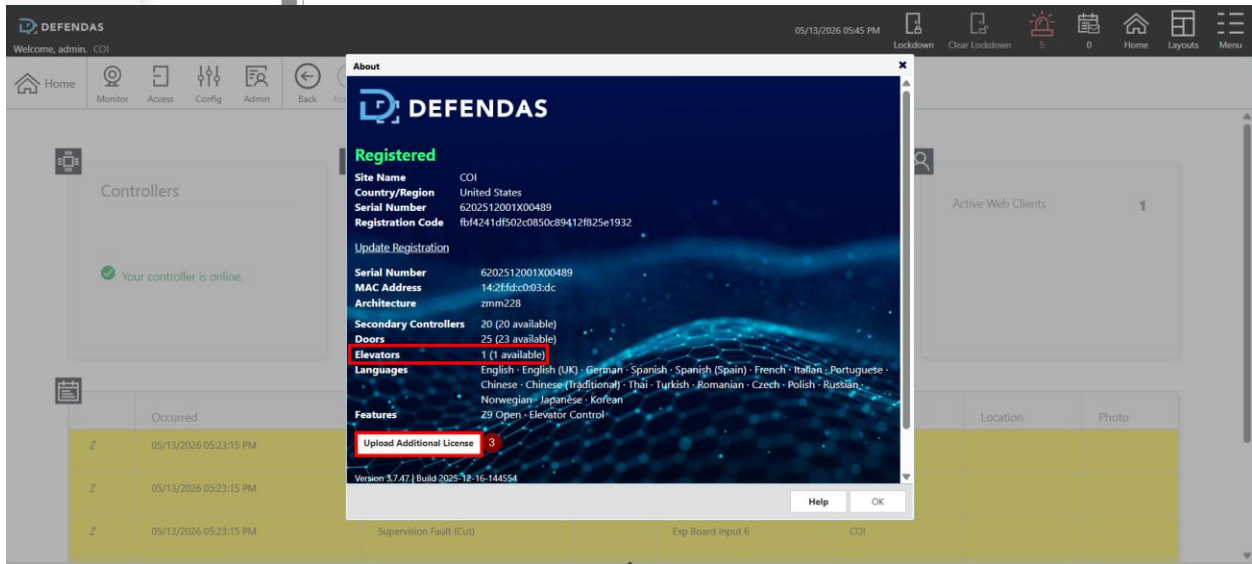 DEFENDAS
Welcome, admin. COI
05/13/2026 05:45 PM
Lockdown
Clear Lockdown
5
0
Home
Layouts
Menu
Home
Monitor
Access
Config
Admin
Back
About
DEFENDAS
Registered
Site Name COI
Country/Region United States
Serial Number 6202512001X00489
Registration Code fbf4241df502c0850c89412f825e1932
Update Registration
Serial Number 6202512001X00489
MAC Address 14:2f:fd:c0:03:dc
Architecture zmm228
Secondary Controllers 20 (20 available)
Doors 25 (23 available)
Elevators 1 (1 available)
Languages English · English (UK) · German · Spanish · Spanish (Spain) · French · Italian · Portuguese ·
Chinese · Chinese (Traditional) · Thai · Turkish · Romanian · Czech · Polish · Russian ·
Norwegian · Japanese · Korean
Features Z9 Open · Elevator Control
Upload Additional License 3
Version 3.7.47 | Build 2025-12-16-144554
Help OK
Controllers
Your controller is online.
Active Web Clients 1
Occurred Location Photo
05/13/2026 05:23:15 PM
05/13/2026 05:23:15 PM
05/13/2026 05:23:15 PM Supervision Fault (Cut) Exp Board Input 6 COI